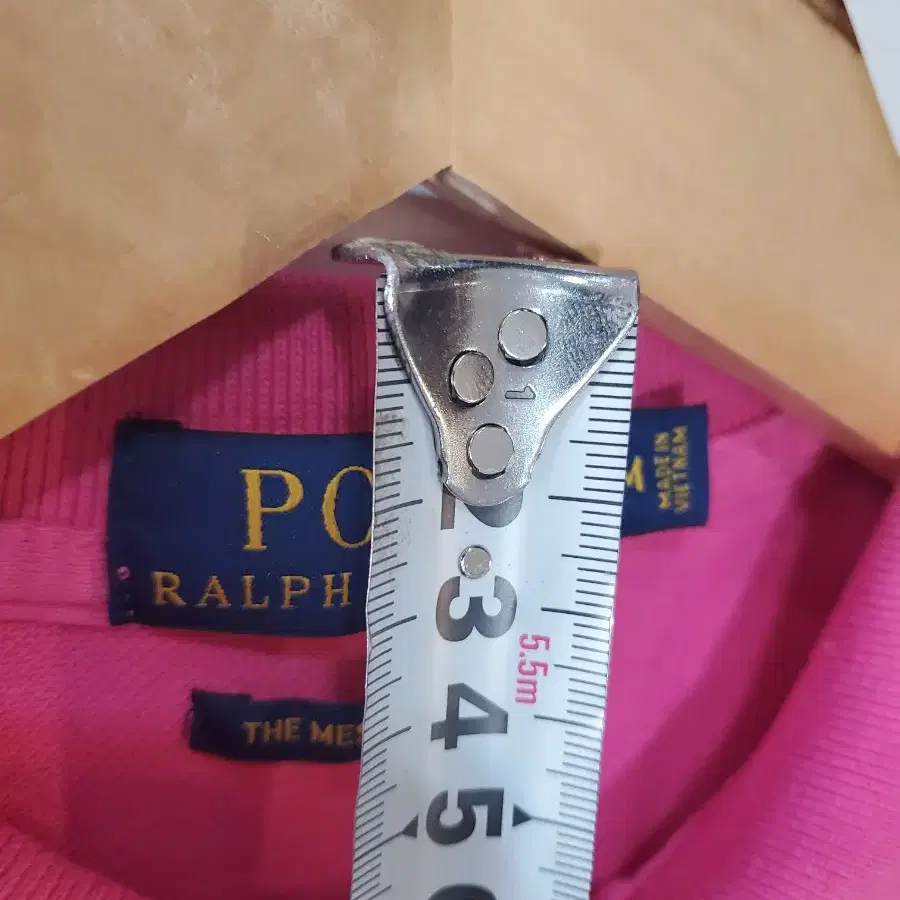 PO
RALPH
M
MADE IN
VIETNAM
THE MES
1
2
3
5.5m
4
5